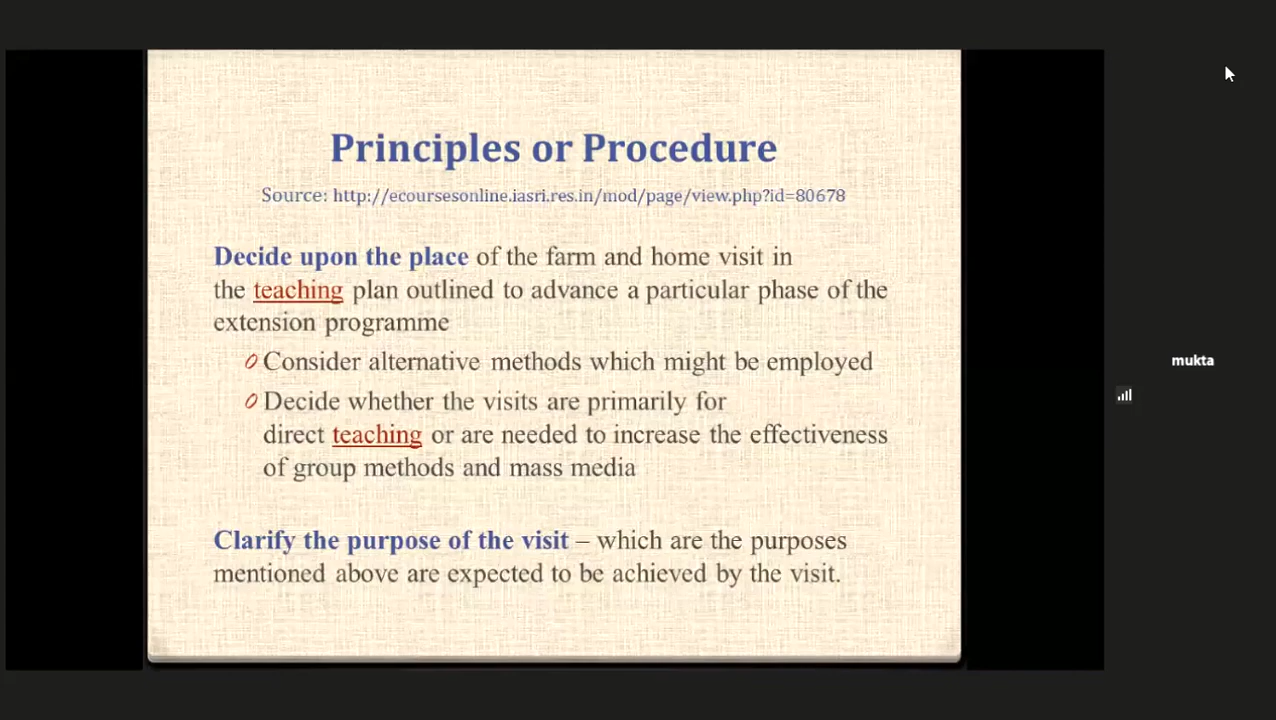 Principles or Procedure
Source: http://ecoursesonline.iasri.res.in/mod/page/view.php?id=80678
Decide upon the place of the farm and home visit in
the teaching plan outlined to advance a particular phase of the
extension programme
Consider alternative methods which might be employed
Decide whether the visits are primarily for
direct teaching or are needed to increase the effectiveness
of group methods and mass media
Clarify the purpose of the visit – which are the purposes
mentioned above are expected to be achieved by the visit.
mukta